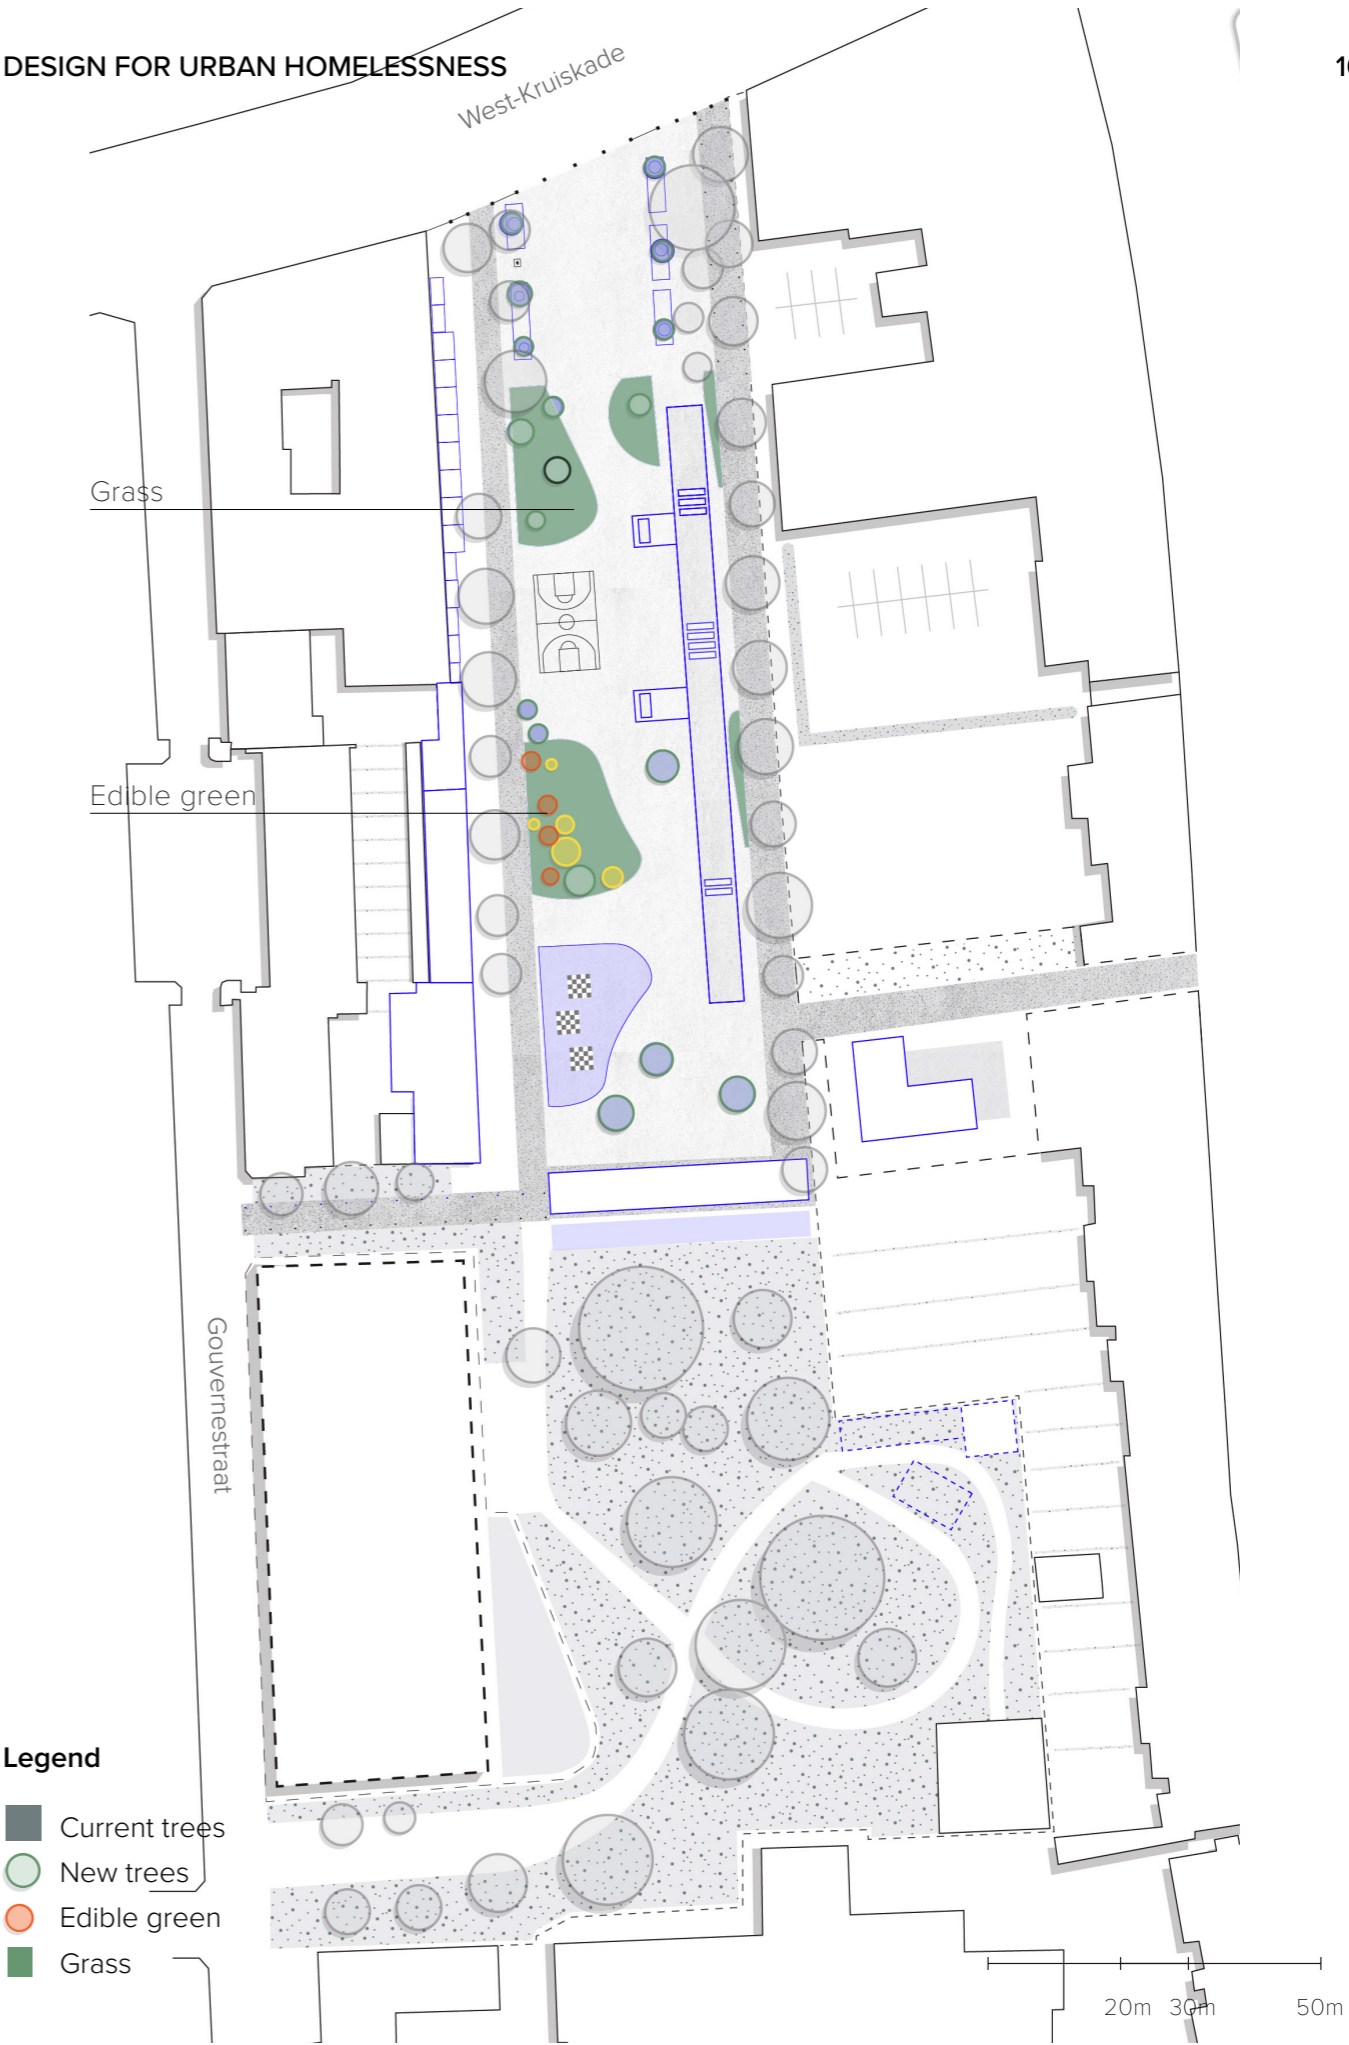 DESIGN FOR URBAN HOMELESSNESS
West-Kruiskade
Grass
Edible green
Gouvernestraat
Legend
Current trees
New trees
Edible green
Grass
20m 30m 50m